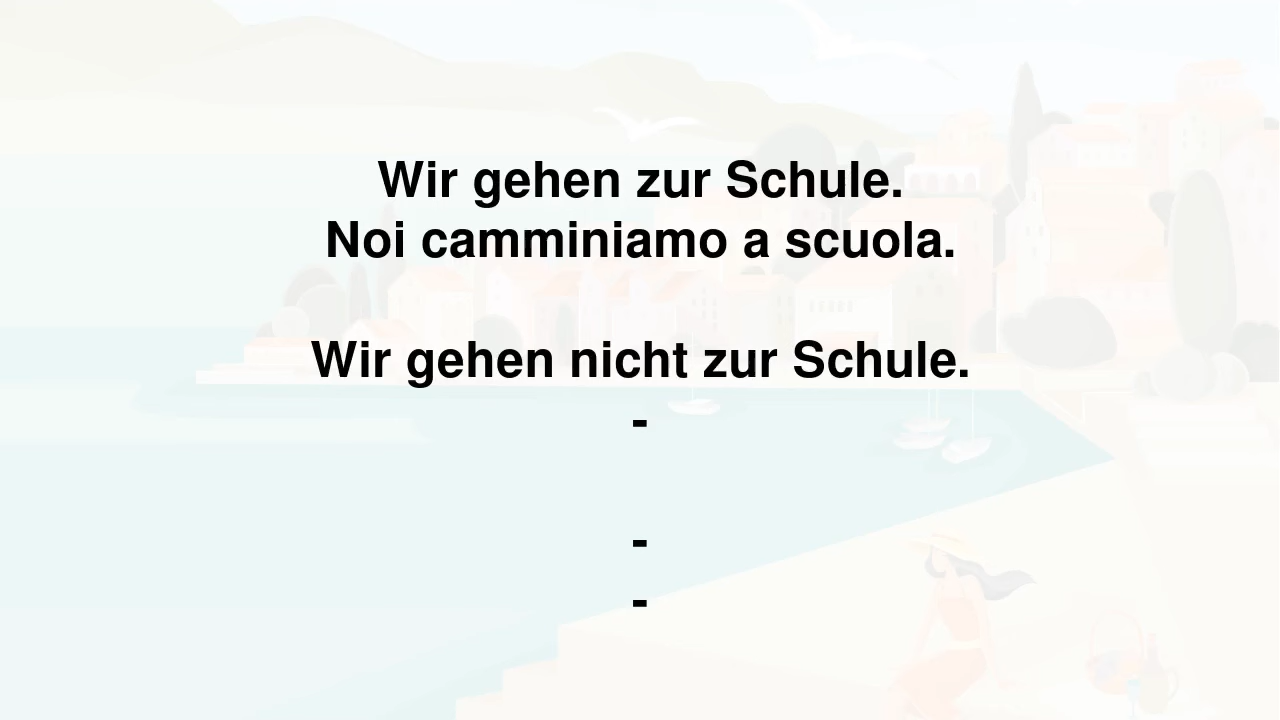 Wir gehen zur Schule.
Noi camminiamo a scuola.
Wir gehen nicht zur Schule.
-
-
-